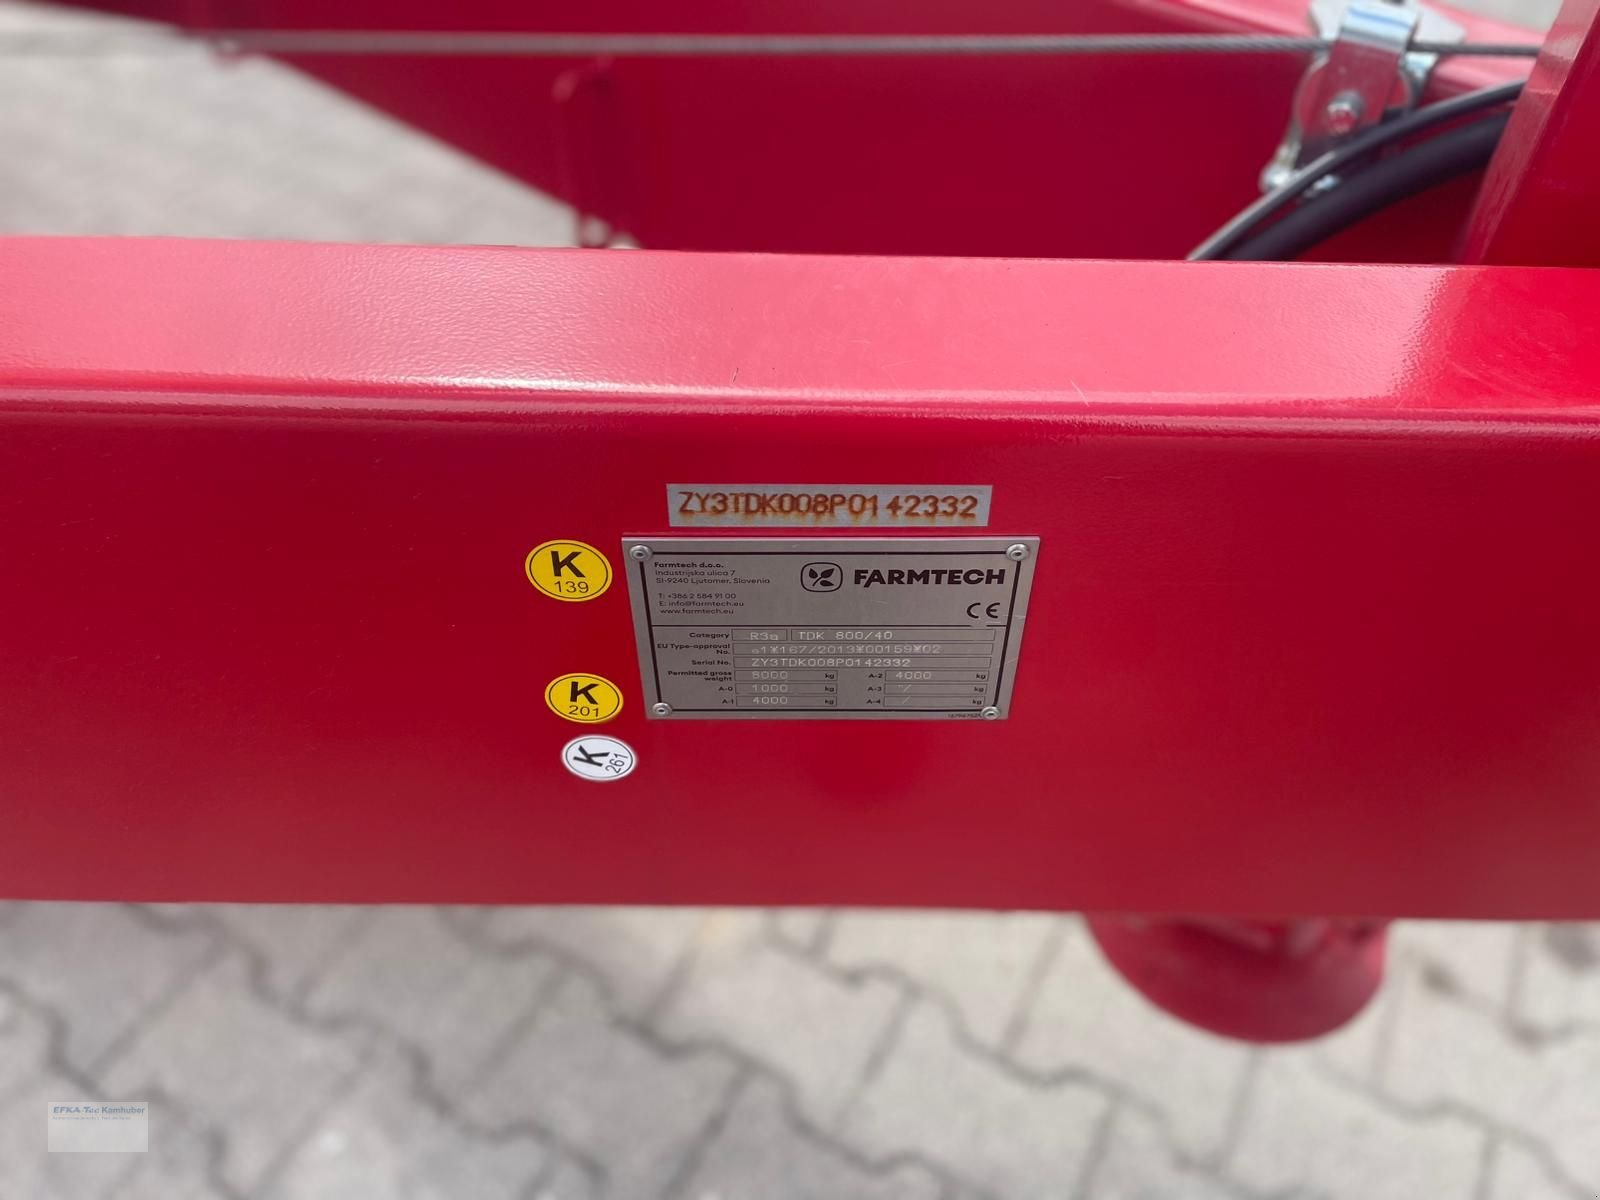 ZY3TDK008P0142332
K
139
Farmtech d.o.o.
Industrijska ulica 7
SI-9240 Ljutomer, Slovenia
T: +386 2 584 91 00
E: info@farmtech.eu
www.farmtech.eu
FARMTECH
CE
Category R3a TDK 800/40
EU Type-approval No. e1*167/2013*00159*02
Serial No. ZY3TDK008P0142332
Permitted gross weight 8000 kg A-2 4000 kg
A-0 1000 kg A-3 / kg
A-1 4000 kg A-4 / kg
K
201
K
261
EFKA-Tec Kamhuber